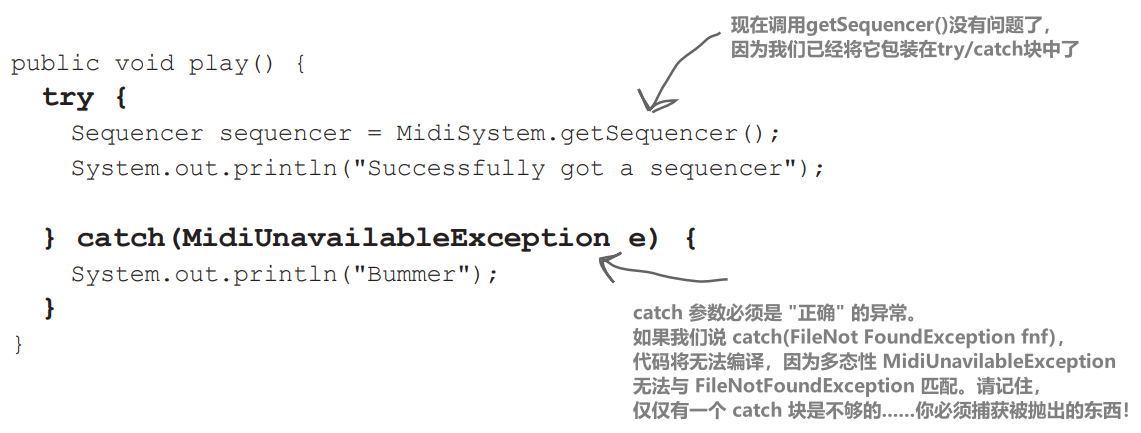 现在调用getSequencer()没有问题了，
因为我们已经将它包装在try/catch块中了
public void play() {
try {
Sequencer sequencer = MidiSystem.getSequencer();
System.out.println("Successfully got a sequencer");
} catch(MidiUnavailableException e) {
System.out.println("Bummer");
}
}
catch 参数必须是 "正确" 的异常。
如果我们说 catch(FileNot FoundException fnf)，
代码将无法编译，因为多态性 MidiUnavilableException
无法与 FileNotFoundException 匹配。请记住，
仅仅有一个 catch 块是不够的......你必须捕获被抛出的东西！